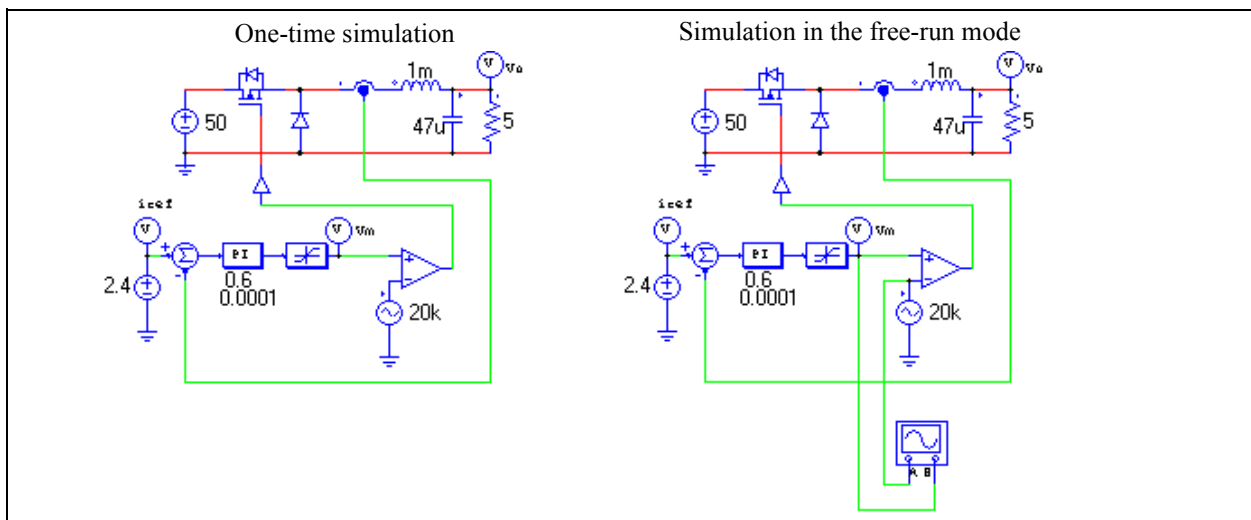 One-time simulation
1m
V
Vo
50
47u
5
iref
V
V
Vm
Σ
PI
2.4
0.6
0.0001
20k
Simulation in the free-run mode
1m
V
Vo
50
47u
5
iref
V
V
Vm
Σ
PI
2.4
0.6
0.0001
20k
A B